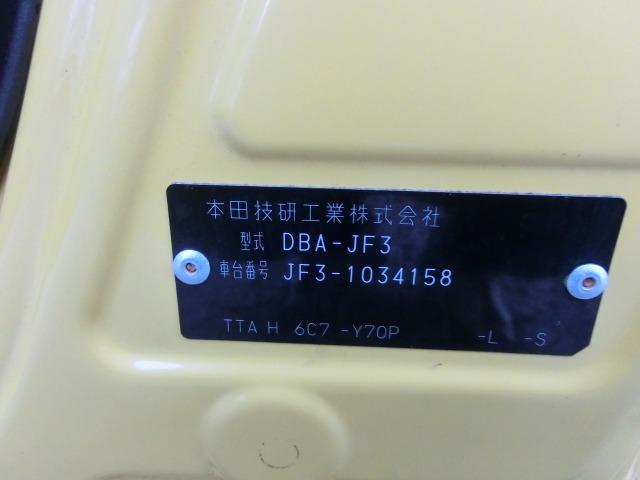 本田技研工業株式会社
型式 DBA-JF3
車台番号 JF3-1034158
TTA H 6C7 -Y70P -L -S